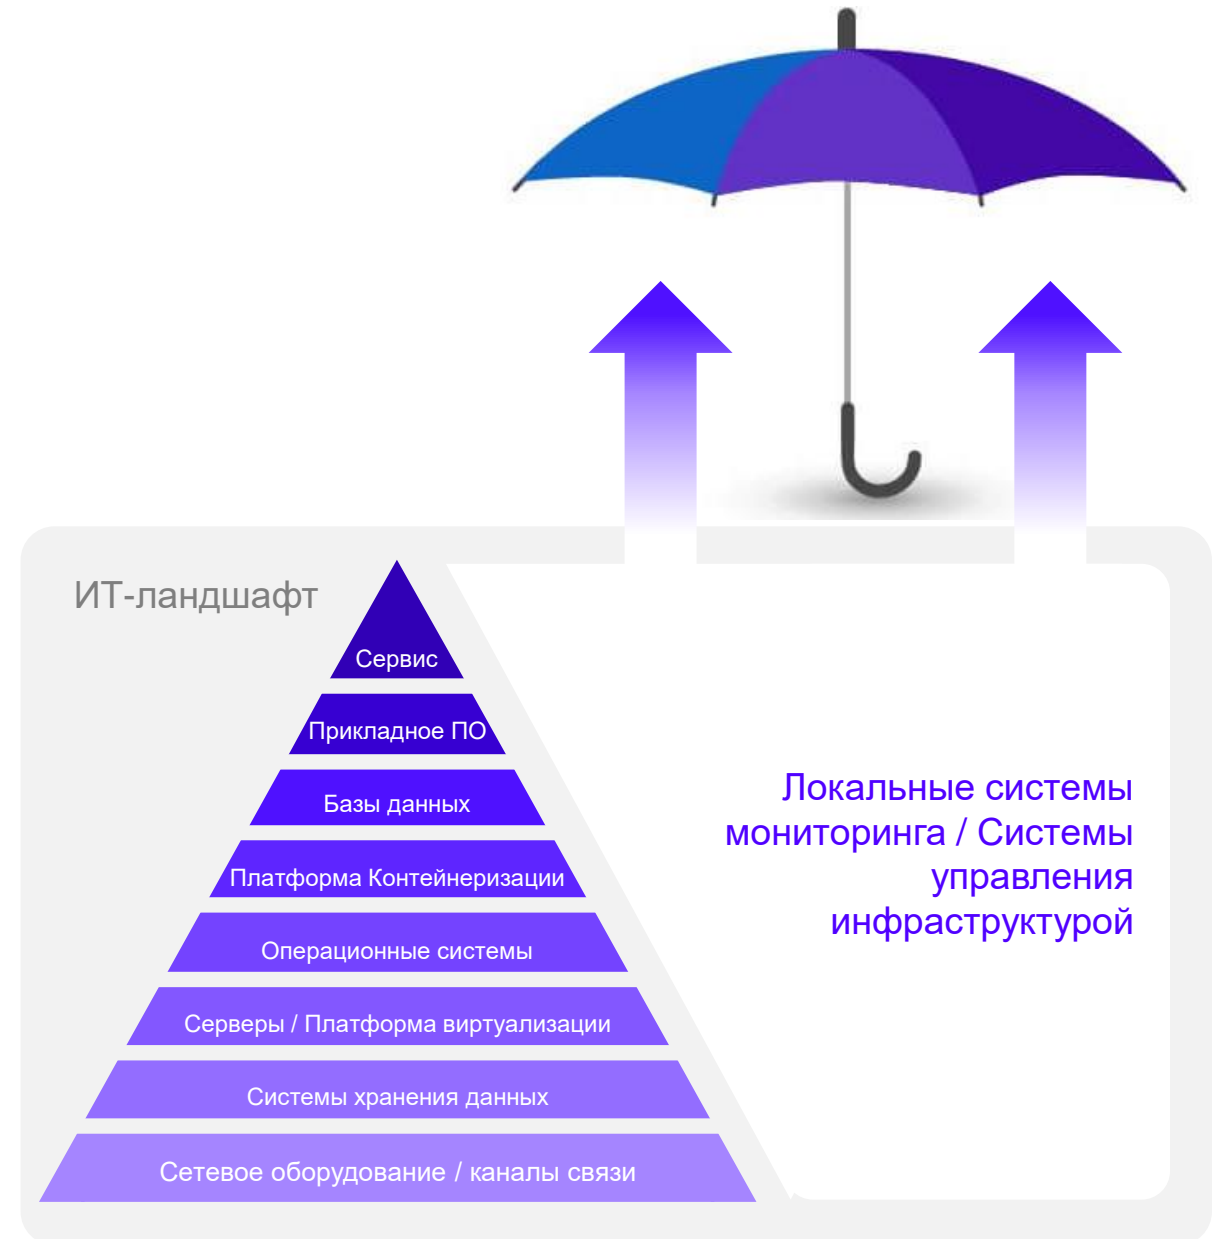 ИТ-ландшафт
Сервис
Прикладное ПО
Базы данных
Платформа Контейнеризации
Операционные системы
Серверы / Платформа виртуализации
Системы хранения данных
Сетевое оборудование / каналы связи
Локальные системы
мониторинга / Системы
управления
инфраструктурой